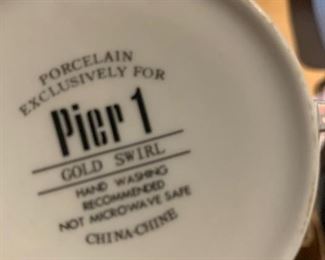 PORCELAIN
EXCLUSIVELY FOR
Pier 1
GOLD SWIRL
HAND WASHING
RECOMMENDED
NOT MICROWAVE SAFE
CHINA-CHINE